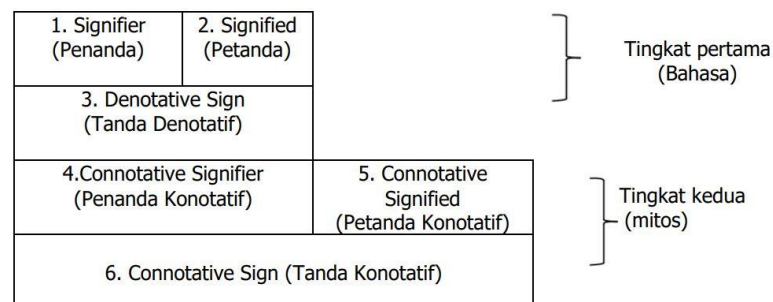 1. Signifier
(Penanda)
2. Signified
(Petanda)
Tingkat pertama
(Bahasa)
3. Denotative Sign
(Tanda Denotatif)
4.Connotative Signifier
(Penanda Konotatif)
5. Connotative
Signified
(Petanda Konotatif)
Tingkat kedua
(mitos)
6. Connotative Sign (Tanda Konotatif)